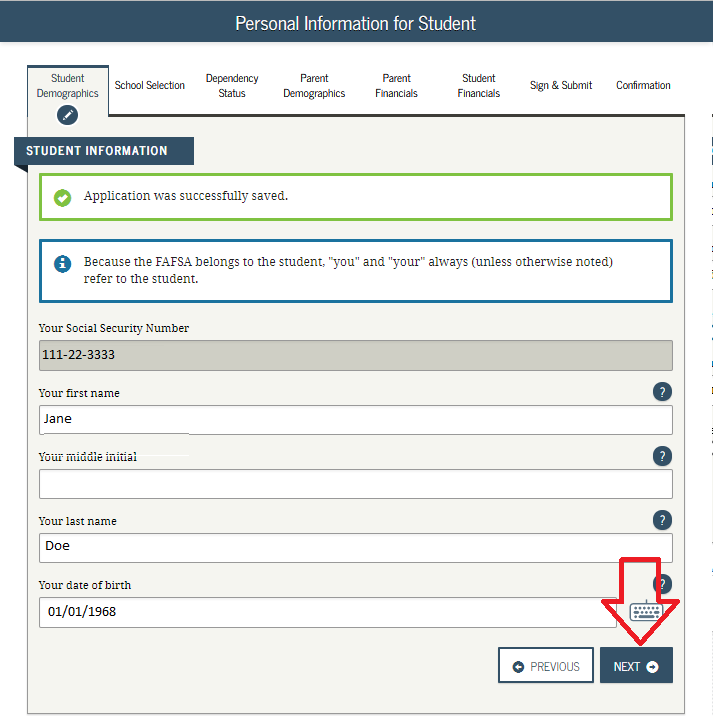 Personal Information for Student
Student
Demographics
School Selection
Dependency
Status
Parent
Demographics
Parent
Financials
Student
Financials
Sign & Submit
Confirmation
STUDENT INFORMATION
Application was successfully saved.
Because the FAFSA belongs to the student, "you" and "your" always (unless otherwise noted)
refer to the student.
Your Social Security Number
111-22-3333
Your first name
?
Jane
Your middle initial
?
Your last name
?
Doe
Your date of birth
?
01/01/1968
PREVIOUS
NEXT